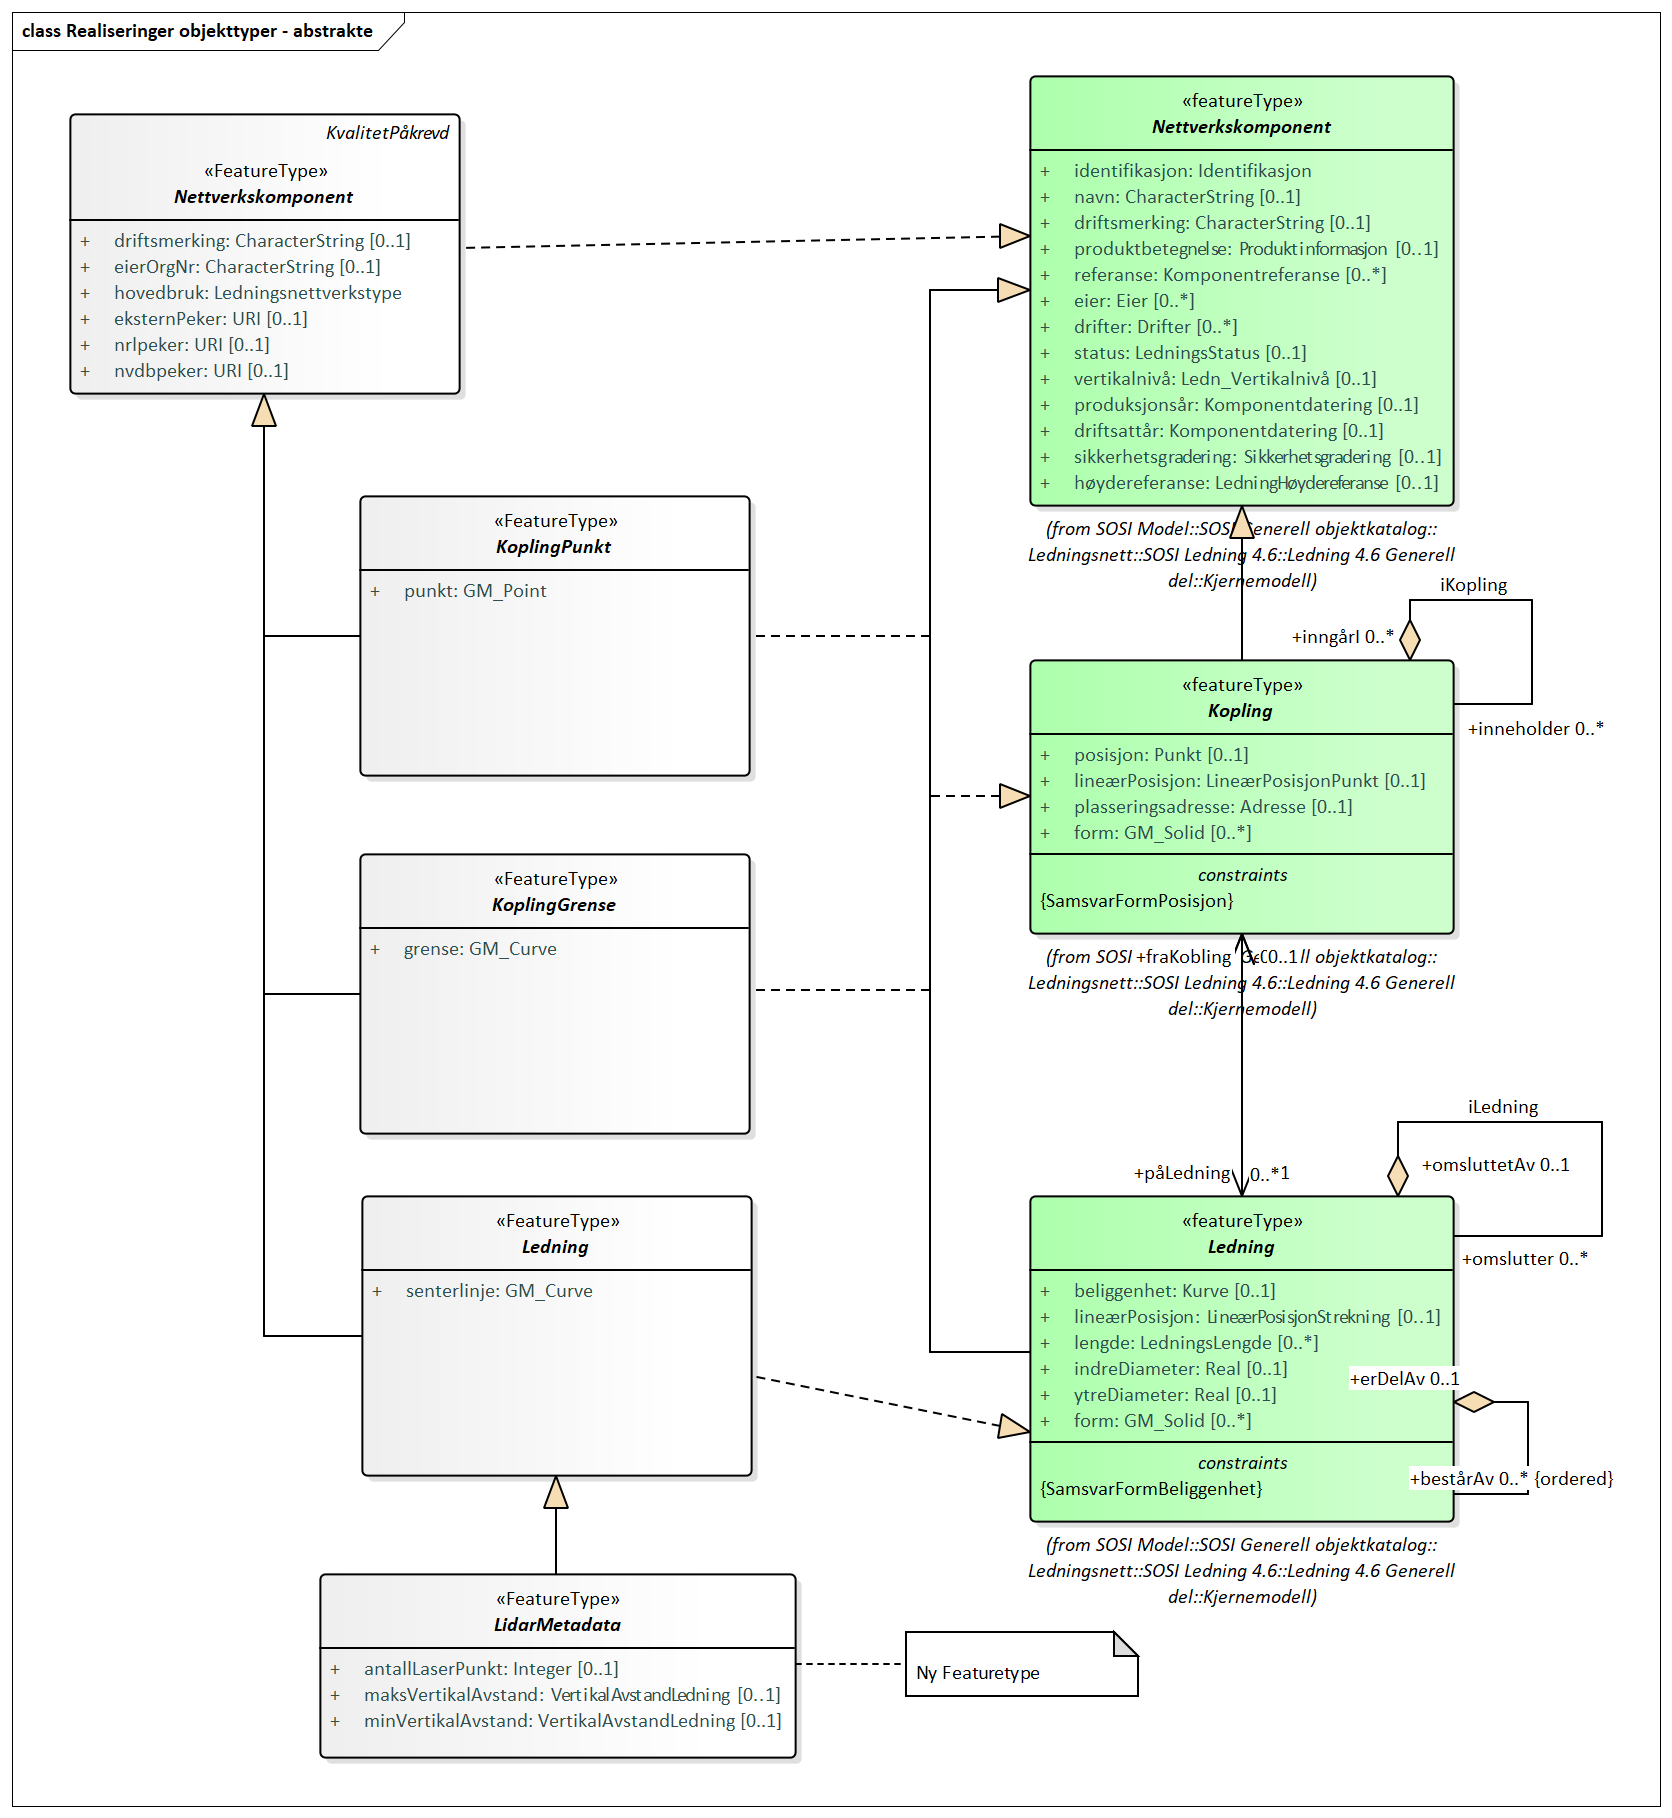 class Realiseringer objekttyper - abstrakte
KvalitetPåkrevd
«FeatureType»
Nettverkskomponent
+ driftsmerking: CharacterString [0..1]
+ eierOrgNr: CharacterString [0..1]
+ hovedbruk: Ledningsnettverkstype
+ eksternPeker: URI [0..1]
+ nrlpeker: URI [0..1]
+ nvdbpeker: URI [0..1]
«featureType»
Nettverkskomponent
+ identifikasjon: Identifikasjon
+ navn: CharacterString [0..1]
+ driftsmerking: CharacterString [0..1]
+ produktbetegnelse: Produktinformasjon [0..1]
+ referanse: Komponentreferanse [0..*]
+ eier: Eier [0..*]
+ drifter: Drifter [0..*]
+ status: LedningsStatus [0..1]
+ vertikalnivå: Ledn_Vertikalnivå [0..1]
+ produksjonsår: Komponentdatering [0..1]
+ driftsattår: Komponentdatering [0..1]
+ sikkerhetsgradering: Sikkerhetsgradering [0..1]
+ høydereferanse: LedningHøydereferanse [0..1]
(from SOSI Model::SOSI Generell objektkatalog::
Ledningsnett::SOSI Ledning 4.6::Ledning 4.6 Generell
del::Kjernemodell)
«FeatureType»
KoplingPunkt
+ punkt: GM_Point
iKopling
+inngårI 0..*
+inneholder 0..*
«featureType»
Kopling
+ posisjon: Punkt [0..1]
+ lineærPosisjon: LineærPosisjonPunkt [0..1]
+ plasseringsadresse: Adresse [0..1]
+ form: GM_Solid [0..*]
constraints
{SamsvarFormPosisjon}
(from SOSI +fraKobling 0..1 ll objektkatalog::
Ledningsnett::SOSI Ledning 4.6::Ledning 4.6 Generell
del::Kjernemodell)
«FeatureType»
KoplingGrense
+ grense: GM_Curve
+påLedning 0..*1
iLedning
+omsluttetAv 0..1
+omslutter 0..*
«FeatureType»
Ledning
+ senterlinje: GM_Curve
«featureType»
Ledning
+ beliggenhet: Kurve [0..1]
+ lineærPosisjon: LineærPosisjonStrekning [0..1]
+ lengde: LedningsLengde [0..*]
+ indreDiameter: Real [0..1]
+ ytreDiameter: Real [0..1]
+ form: GM_Solid [0..*]
+erDelAv 0..1
constraints
{SamsvarFormBeliggenhet}
+bestårAv 0..* {ordered}
(from SOSI Model::SOSI Generell objektkatalog::
Ledningsnett::SOSI Ledning 4.6::Ledning 4.6 Generell
del::Kjernemodell)
«FeatureType»
LidarMetadata
+ antallLaserPunkt: Integer [0..1]
+ maksVertikalAvstand: VertikalAvstandLedning [0..1]
+ minVertikalAvstand: VertikalAvstandLedning [0..1]
Ny Featuretype